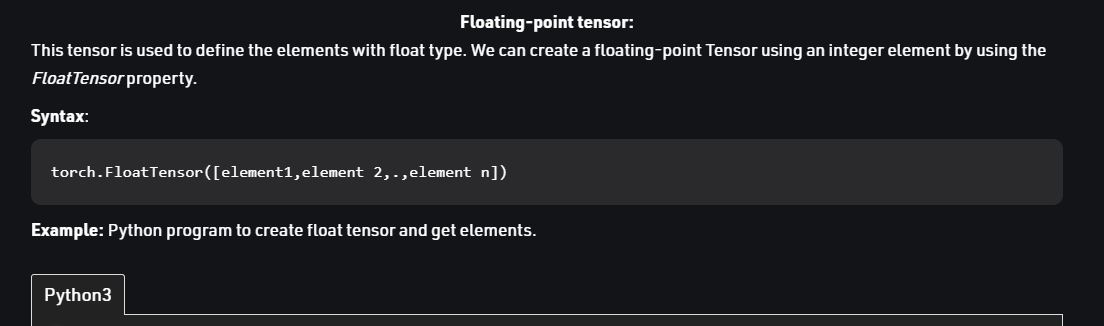 Floating-point tensor:
This tensor is used to define the elements with float type. We can create a floating-point Tensor using an integer element by using the
FloatTensor property.
Syntax:
torch.FloatTensor([element1,element 2,.,element n])
Example: Python program to create float tensor and get elements.
Python3